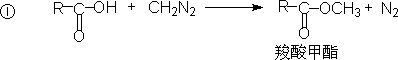 ① R-C-OH + CH₂N₂ → R-C-OCH₃ + N₂
O O
羧酸甲酯